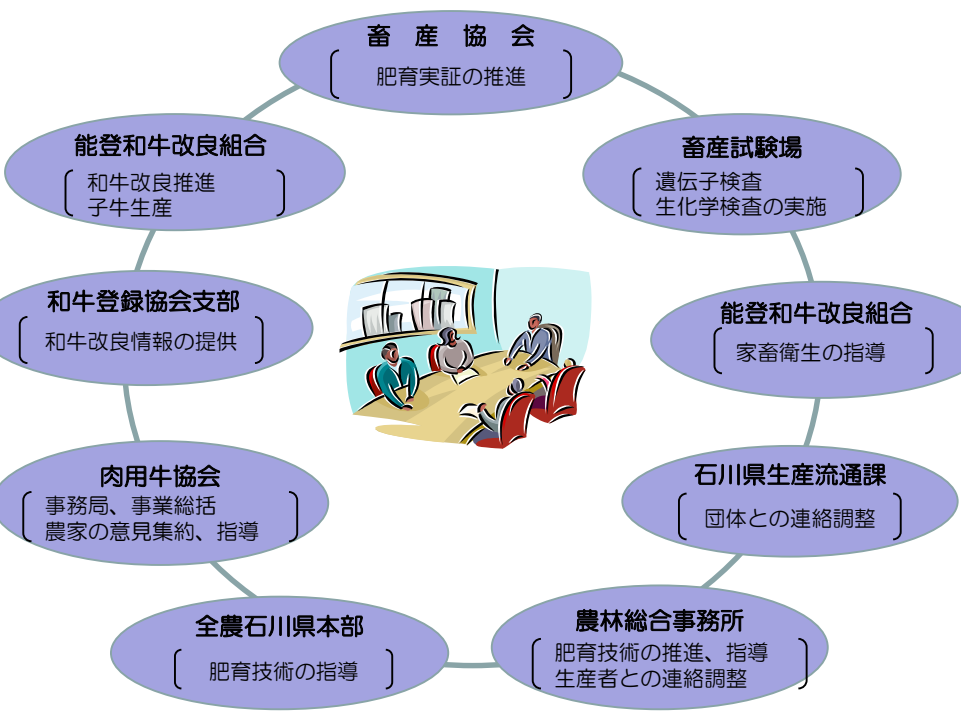 畜 産 協 会
肥育実証の推進
能登和牛改良組合
和牛改良推進
子牛生産
畜産試験場
遺伝子検査
生化学検査の実施
和牛登録協会支部
和牛改良情報の提供
能登和牛改良組合
家畜衛生の指導
肉用牛協会
事務局、事業総括
農家の意見集約、指導
石川県生産流通課
団体との連絡調整
全農石川県本部
肥育技術の指導
農林総合事務所
肥育技術の推進、指導
生産者との連絡調整